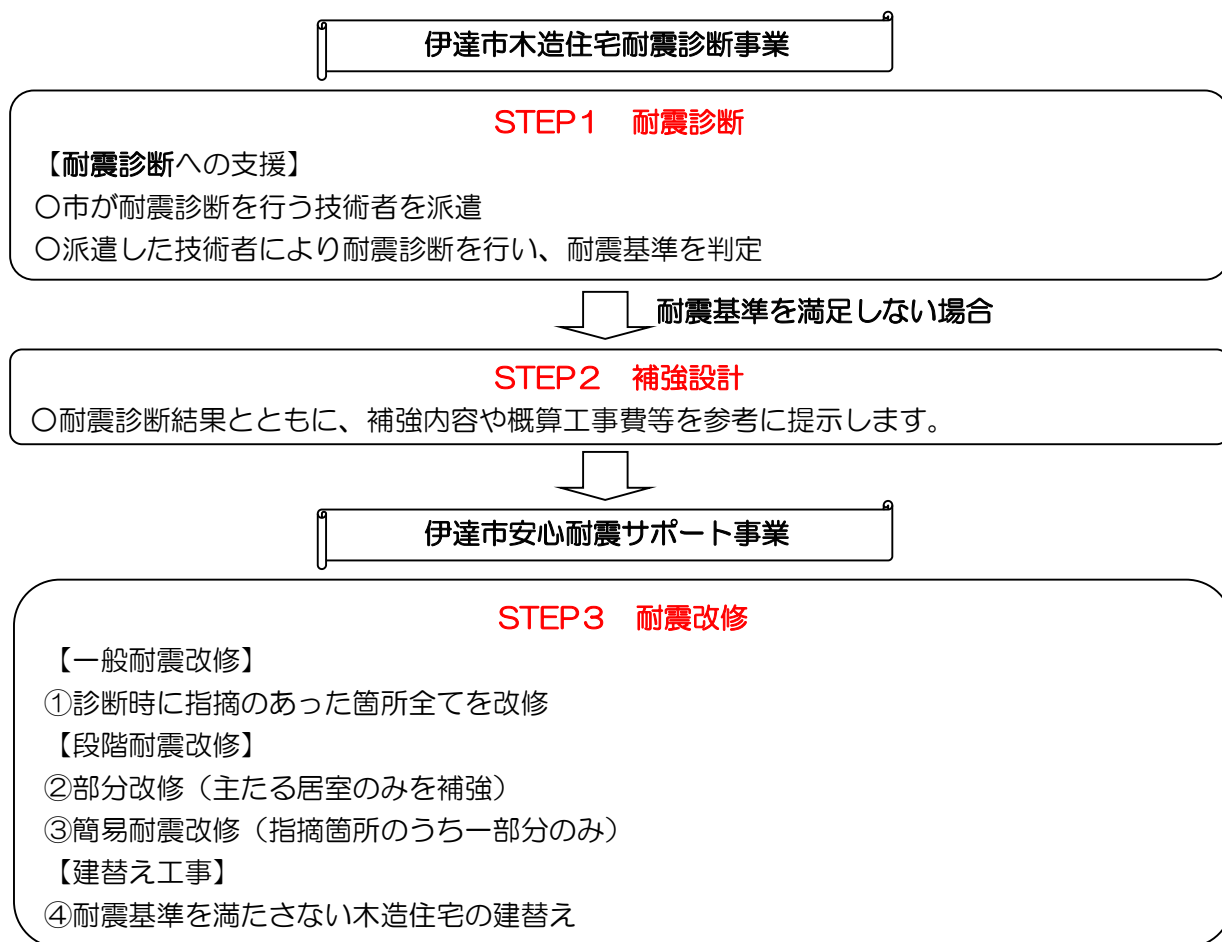 伊達市木造住宅耐震診断事業
STEP1 耐震診断
【耐震診断への支援】
〇市が耐震診断を行う技術者を派遣
〇派遣した技術者により耐震診断を行い、耐震基準を判定
耐震基準を満足しない場合
STEP2 補強設計
〇耐震診断結果とともに、補強内容や概算工事費等を参考に提示します。
伊達市安心耐震サポート事業
STEP3 耐震改修
【一般耐震改修】
①診断時に指摘のあった箇所全てを改修
【段階耐震改修】
②部分改修（主たる居室のみを補強）
③簡易耐震改修（指摘箇所のうち一部分のみ）
【建替え工事】
④耐震基準を満たさない木造住宅の建替え